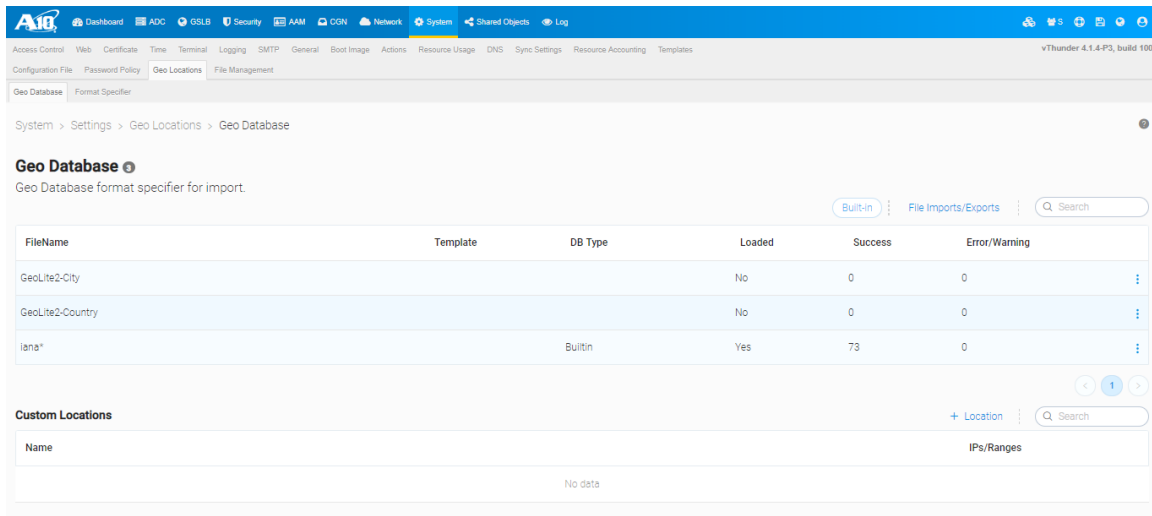 A10 Dashboard ADC GSLB Security AAM CGN Network System Shared Objects Log S
Access Control Web Certificate Time Terminal Logging SMTP General Boot Image Actions Resource Usage DNS Sync Settings Resource Accounting Templates vThunder 4.1.4-P3, build 100
Configuration File Password Policy Geo Locations File Management
Geo Database Format Specifier
System > Settings > Geo Locations > Geo Database ?
Geo Database 3
Geo Database format specifier for import.
Built-in File Imports/Exports Search
FileName Template DB Type Loaded Success Error/Warning
GeoLite2-City No 0 0
GeoLite2-Country No 0 0
iana* Builtin Yes 73 0
< 1 >
Custom Locations + Location Search
Name IPs/Ranges
No data